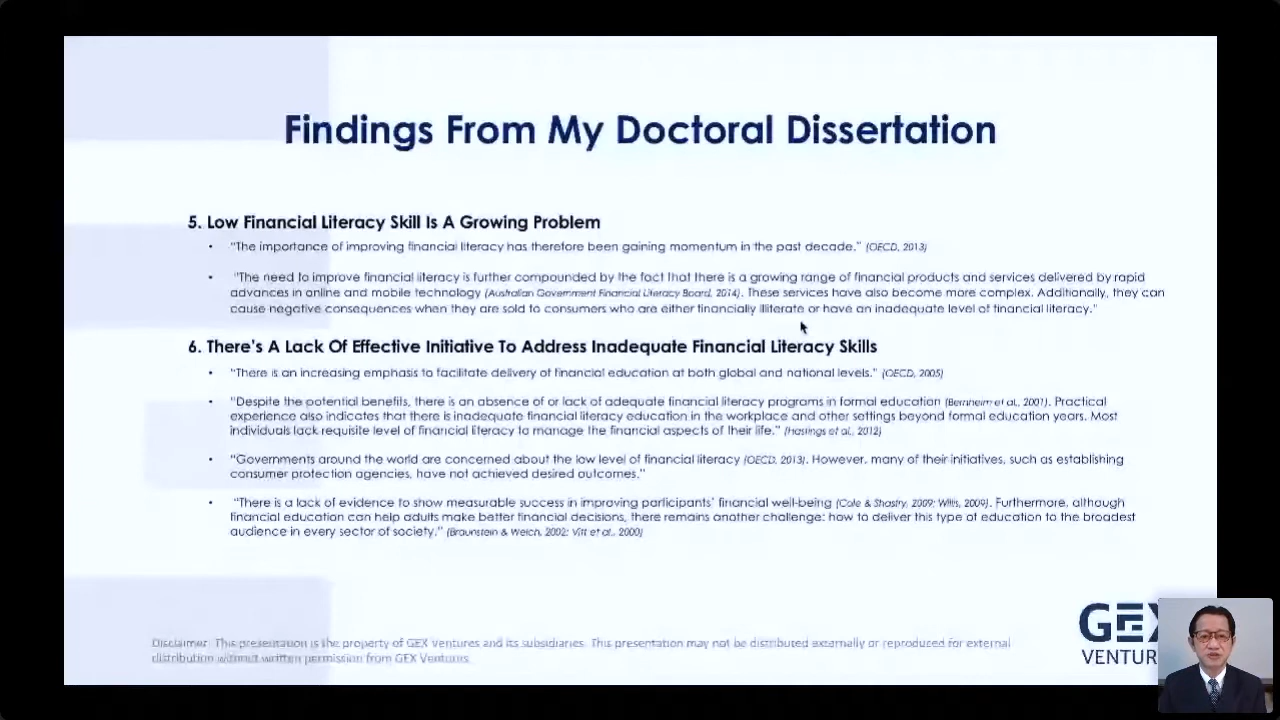 Findings From My Doctoral Dissertation
5. Low Financial Literacy Skill Is A Growing Problem
• "The importance of improving financial literacy has therefore been gaining momentum in the past decade." (OECD, 2013)
• "The need to improve financial literacy is further compounded by the fact that there is a growing range of financial products and services delivered by rapid
advances in online and mobile technology (Australian Government Financial Literacy Board, 2014). These services have also become more complex. Additionally, they can
cause negative consequences when they are sold to consumers who are either financially illiterate or have an inadequate level of financial literacy."
6. There's A Lack Of Effective Initiative To Address Inadequate Financial Literacy Skills
• "There is an increasing emphasis to facilitate delivery of financial education at both global and national levels." (OECD, 2005)
• "Despite the potential benefits, there is an absence of or lack of adequate financial literacy programs in formal education (Bernheim et al., 2001). Practical
experience also indicates that there is inadequate financial literacy education in the workplace and other settings beyond formal education years. Most
individuals lack requisite level of financial literacy to manage the financial aspects of their life." (Hastings et al., 2012)
• "Governments around the world are concerned about the low level of financial literacy (OECD, 2013). However, many of their initiatives, such as establishing
consumer protection agencies, have not achieved desired outcomes."
• "There is a lack of evidence to show measurable success in improving participants' financial well-being (Cole & Shastry, 2009; Willis, 2009). Furthermore, although
financial education can help adults make better financial decisions, there remains another challenge: how to deliver this type of education to the broadest
audience in every sector of society." (Braunstein & Welch, 2002; Vitt et al., 2000)
Disclaimer: This presentation is the property of GEX Ventures and its subsidiaries. This presentation may not be distributed externally or reproduced for external
distribution without written permission from GEX Ventures.
GEX
VENTUR